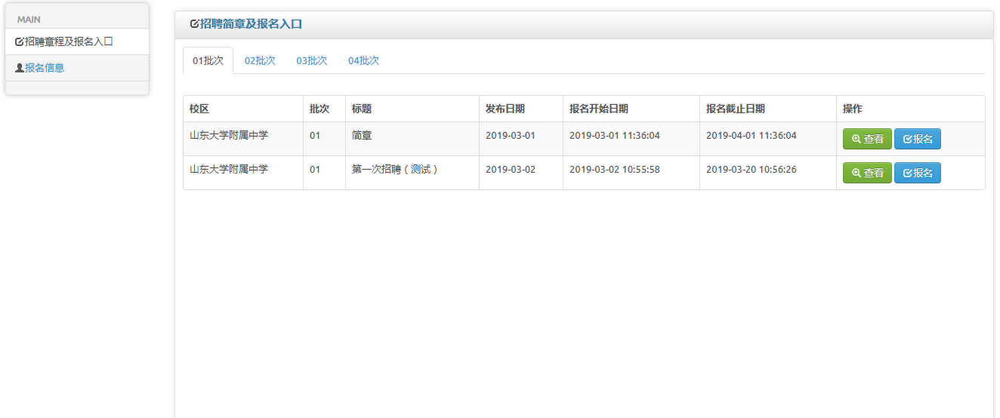 MAIN
招聘章程及报名入口
报名信息
招聘简章及报名入口
01批次 02批次 03批次 04批次
校区 批次 标题 发布日期 报名开始日期 报名截止日期 操作
山东大学附属中学 01 简章 2019-03-01 2019-03-01 11:36:04 2019-04-01 11:36:04 查看 报名
山东大学附属中学 01 第一次招聘（测试） 2019-03-02 2019-03-02 10:55:58 2019-03-20 10:56:26 查看 报名